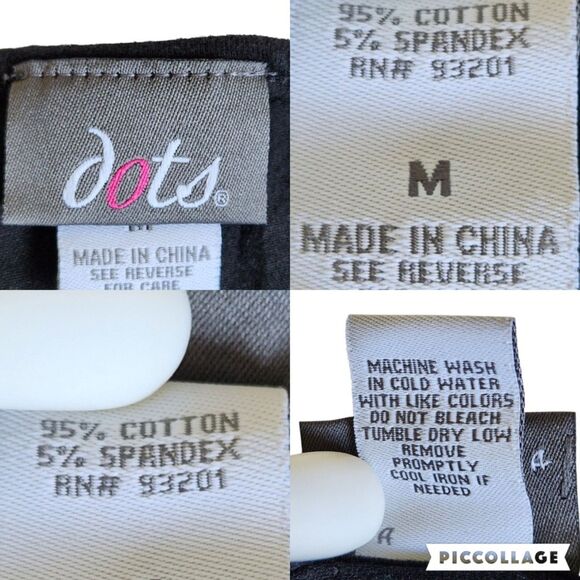 dots®
M
MADE IN CHINA
SEE REVERSE
FOR CARE
95% COTTON
5% SPANDEX
RN# 93201
M
MADE IN CHINA
SEE REVERSE
95% COTTON
5% SPANDEX
RN# 93201
MACHINE WASH
IN COLD WATER
WITH LIKE COLORS
DO NOT BLEACH
TUMBLE DRY LOW
REMOVE
PROMPTLY
COOL IRON IF
NEEDED
A
A
PICCOLLAGE